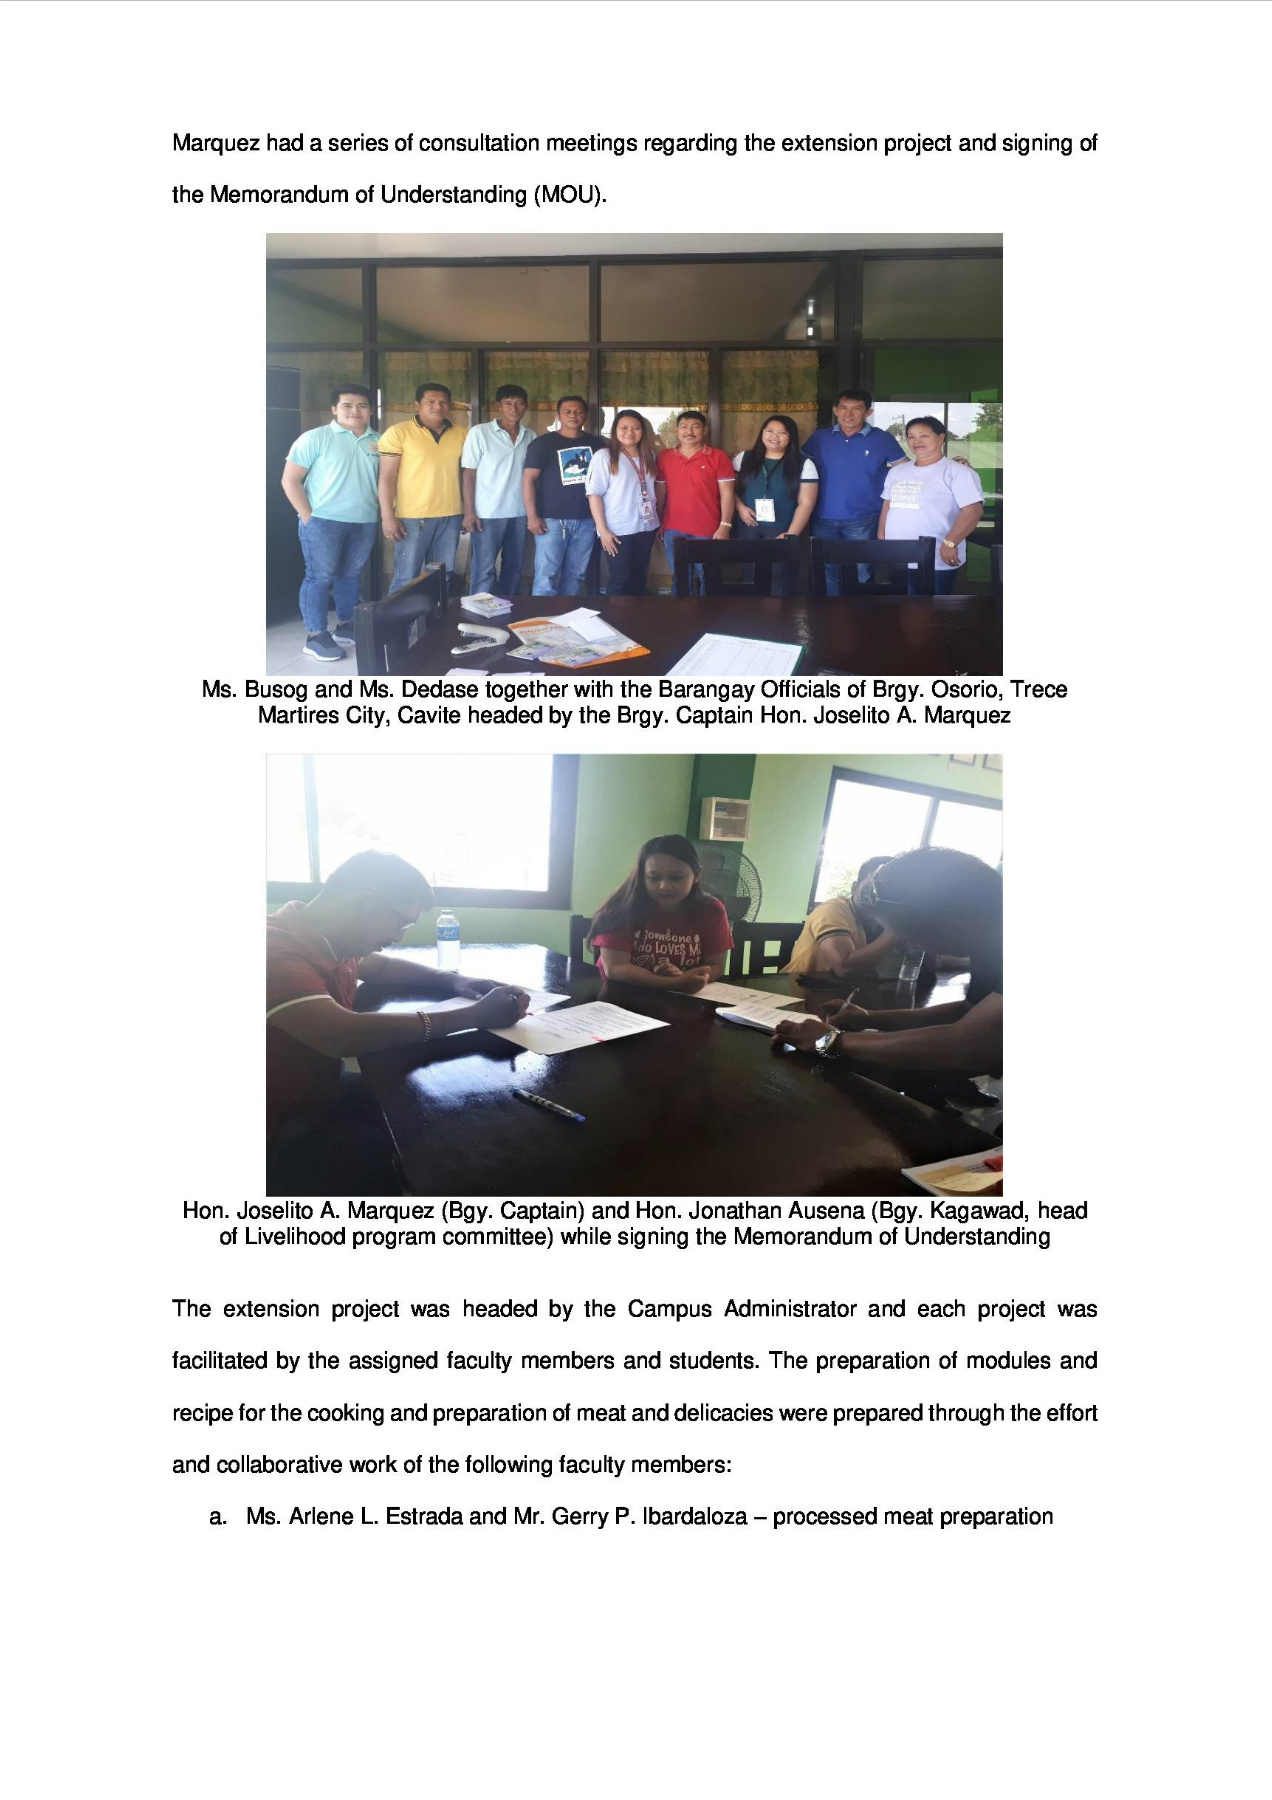 Marquez had a series of consultation meetings regarding the extension project and signing of
the Memorandum of Understanding (MOU).
Ms. Busog and Ms. Dedase together with the Barangay Officials of Brgy. Osorio, Trece
Martires City, Cavite headed by the Brgy. Captain Hon. Joselito A. Marquez
someone
LOVES
a lot
Hon. Joselito A. Marquez (Bgy. Captain) and Hon. Jonathan Ausena (Bgy. Kagawad, head
of Livelihood program committee) while signing the Memorandum of Understanding
The extension project was headed by the Campus Administrator and each project was
facilitated by the assigned faculty members and students. The preparation of modules and
recipe for the cooking and preparation of meat and delicacies were prepared through the effort
and collaborative work of the following faculty members:
a. Ms. Arlene L. Estrada and Mr. Gerry P. Ibardaloza – processed meat preparation